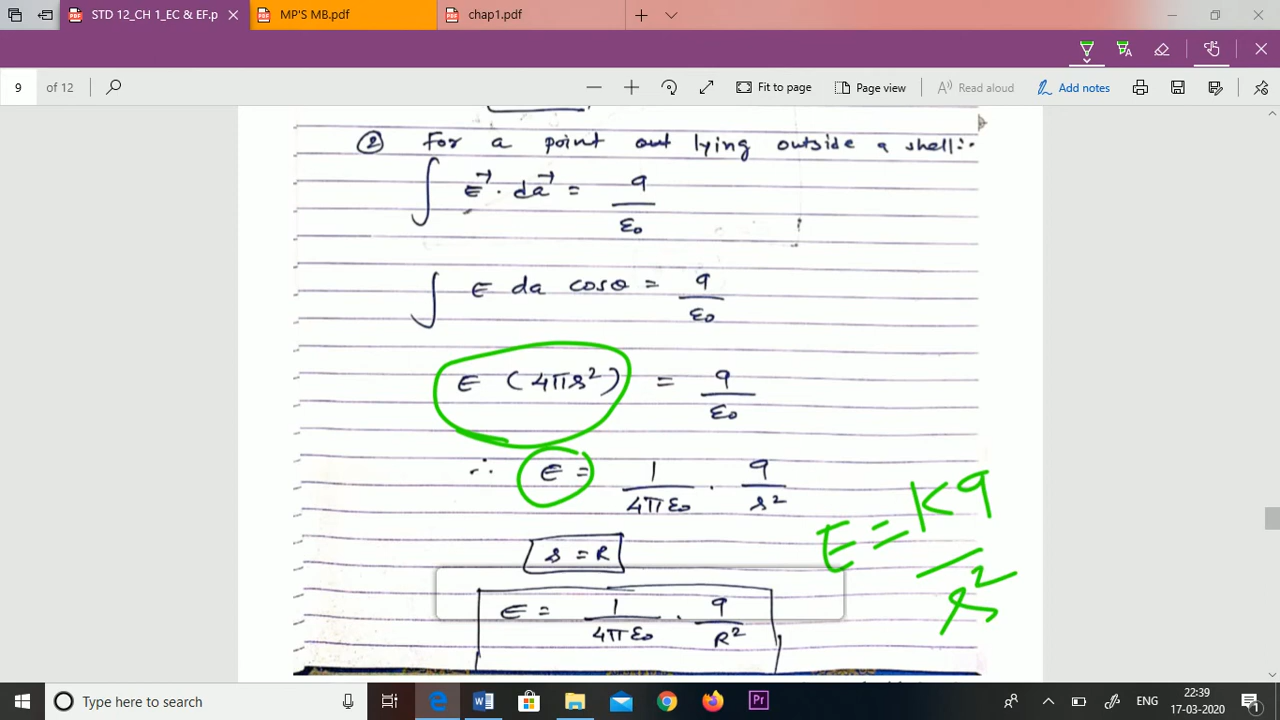 STD 12_CH 1_EC & EF.p
MP'S MB.pdf
chap1.pdf
9 of 12
Fit to page
Page view
Read aloud
Add notes
② For a point out lying outside a shell:-
∫ E⃗ · da⃗ = q / ε₀
∫ E da cosθ = q / ε₀
E (4πr²) = q / ε₀
∴ E = 1 / 4πε₀ · q / r²
E = Kq / r²
r = R
E = 1 / 4πε₀ · q / R²
Type here to search
ENG
22:39
17-03-2020